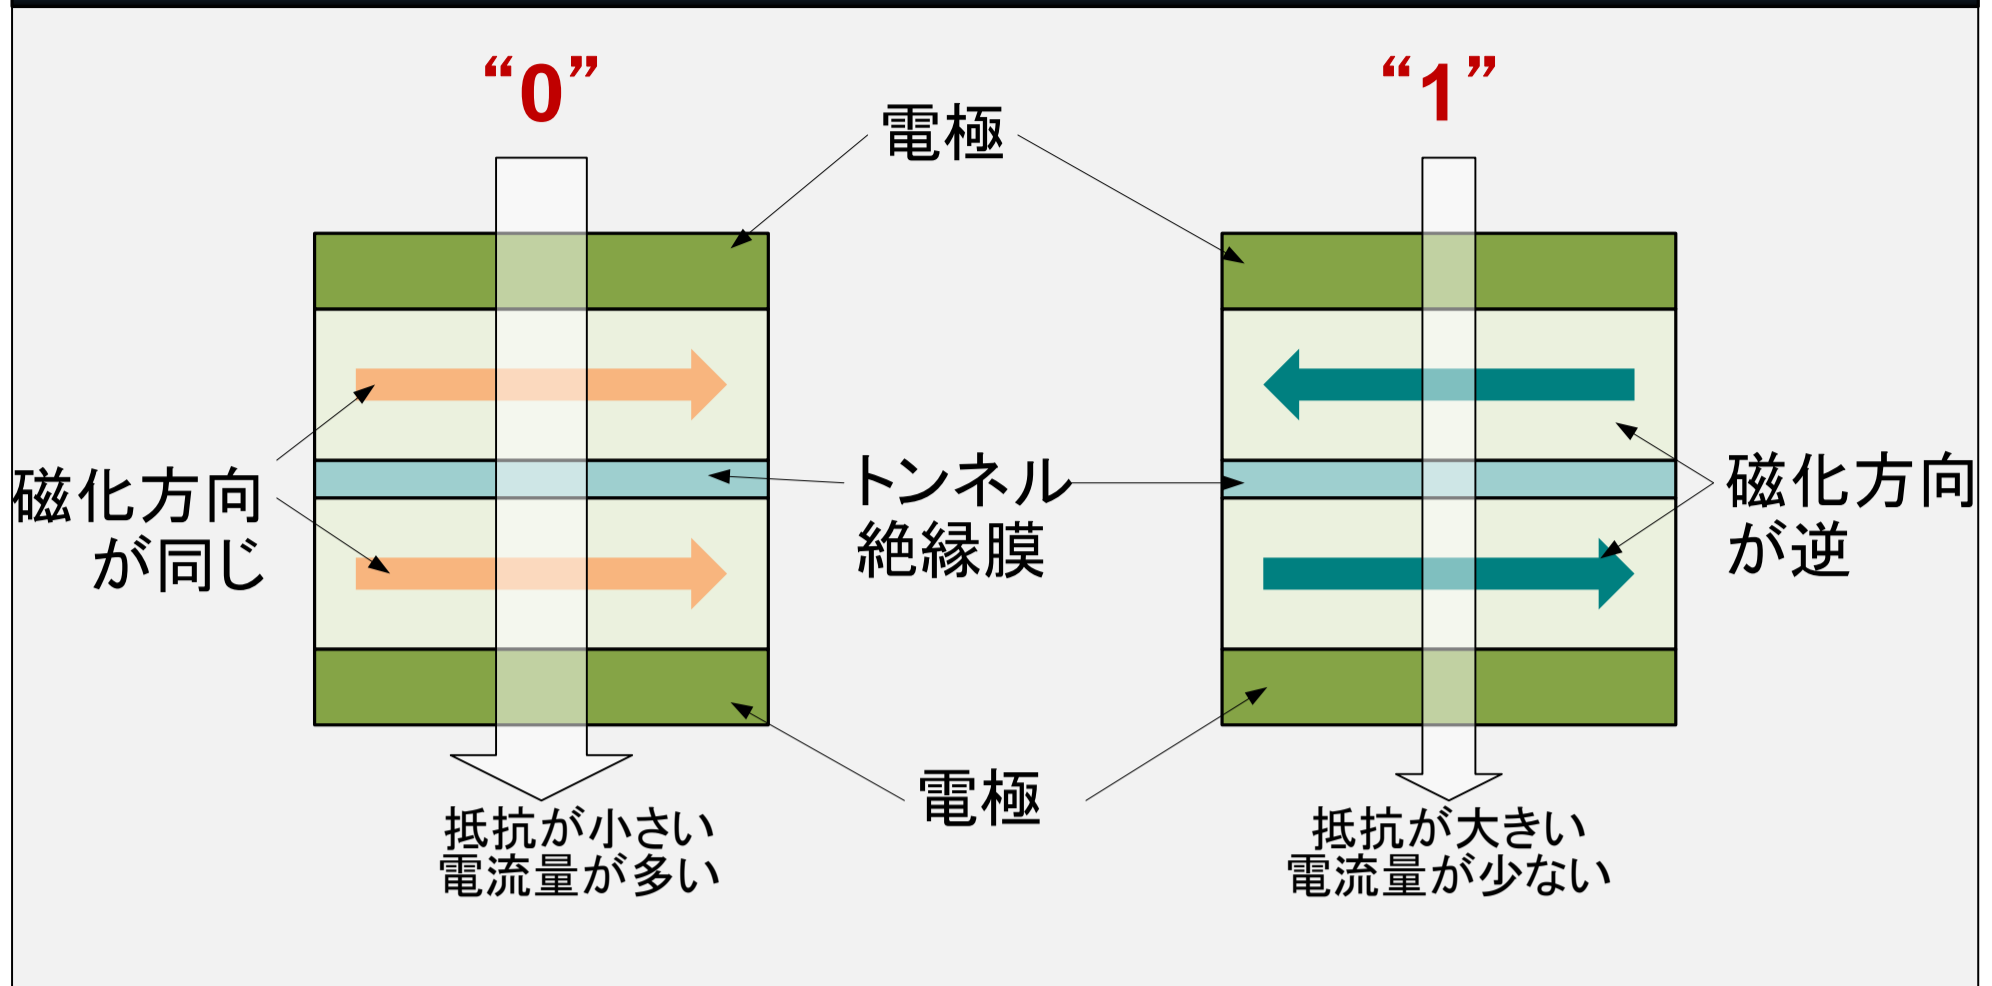 “0”
“1”
電極
磁化方向
が同じ
トンネル
絶縁膜
磁化方向
が逆
電極
抵抗が小さい
電流量が多い
抵抗が大きい
電流量が少ない